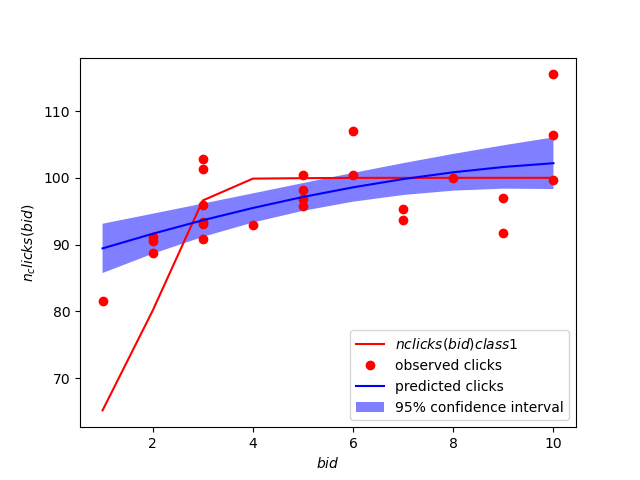 110
100
90
80
70
n_clicks(bid)
nclicks(bid)class1
observed clicks
predicted clicks
95% confidence interval
2 4 6 8 10
bid